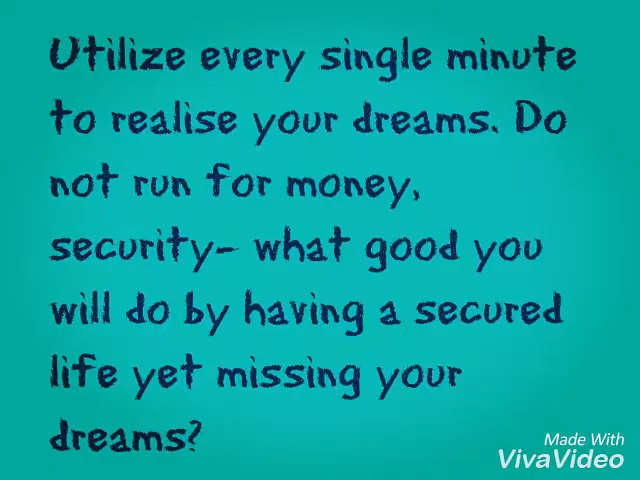 Utilize every single minute
to realise your dreams. Do
not run for money,
security- what good you
will do by having a secured
life yet missing your
dreams?
Made With
VivaVideo